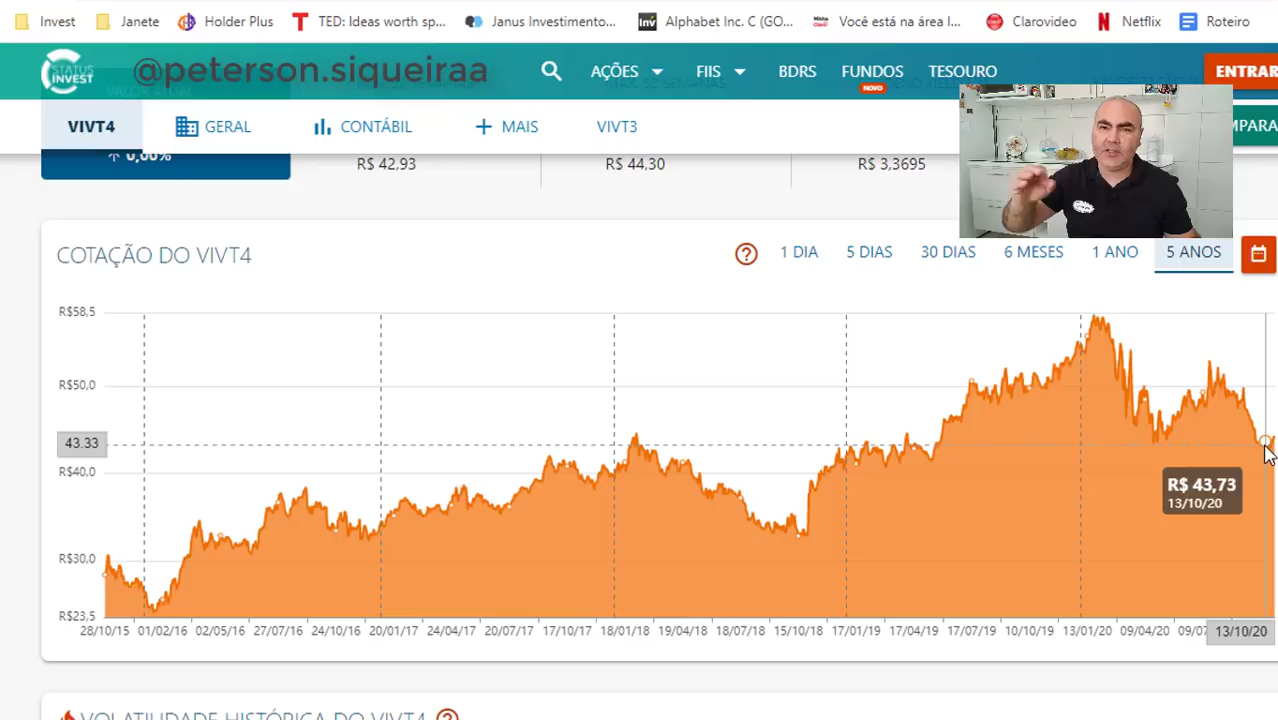 Invest
Janete
Holder Plus
TED: Ideas worth sp...
Janus Investimento...
Inv
Alphabet Inc. C (GO...
Você está na área l...
Clarovideo
Netflix
Roteiro
STATUS INVEST
@peterson.siqueiraa
AÇÕES
FIIS
BDRS
FUNDOS
NOVO
TESOURO
ENTRAR
VIVT4
GERAL
CONTÁBIL
MAIS
VIVT3
MPARA
0,00%
R$ 42,93
R$ 44,30
R$ 3,3695
COTAÇÃO DO VIVT4
1 DIA
5 DIAS
30 DIAS
6 MESES
1 ANO
5 ANOS
R$58,5
R$50,0
43.33
R$40,0
R$ 43,73
13/10/20
R$30,0
R$23,5
28/10/15 01/02/16 02/05/16 27/07/16 24/10/16 20/01/17 24/04/17 20/07/17 17/10/17 18/01/18 19/04/18 18/07/18 15/10/18 17/01/19 17/04/19 17/07/19 10/10/19 13/01/20 09/04/20 09/07 13/10/20
VOLATILIDADE HISTÓRICA DO VIVT4